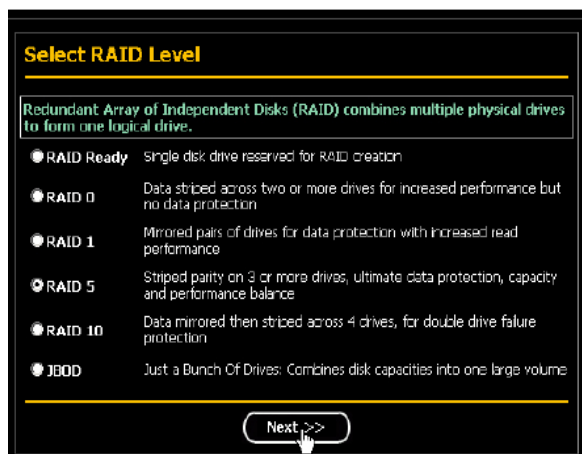 Select RAID Level
Redundant Array of Independent Disks (RAID) combines multiple physical drives
to form one logical drive.
RAID Ready Single disk drive reserved for RAID creation
RAID 0 Data striped across two or more drives for increased performance but
no data protection
RAID 1 Mirrored pairs of drives for data protection with increased read
performance
RAID 5 Striped parity on 3 or more drives, ultimate data protection, capacity
and performance balance
RAID 10 Data mirrored then striped across 4 drives, for double drive failure
protection
JBOD Just a Bunch Of Drives: Combines disk capacities into one large volume
Next >>